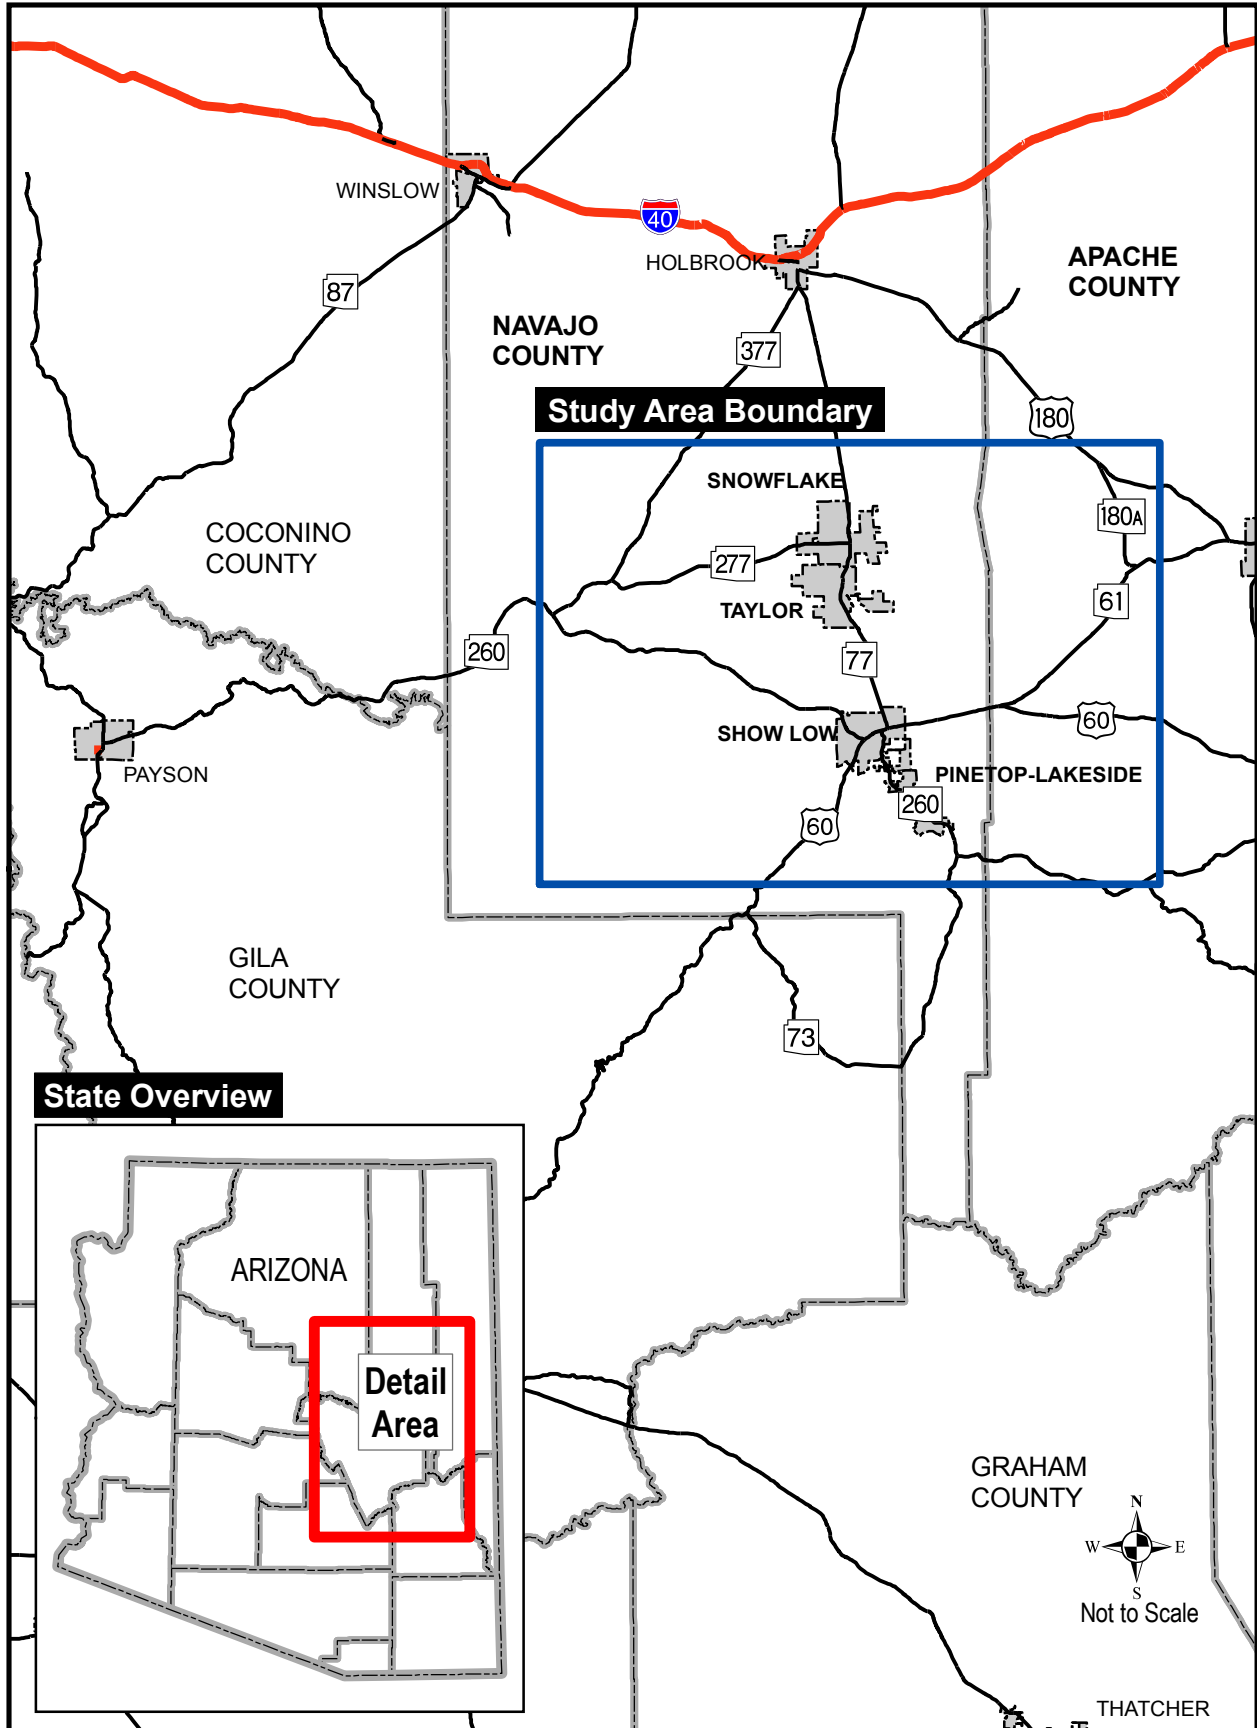 WINSLOW
40
HOLBROOK
APACHE
COUNTY
87
NAVAJO
COUNTY
377
Study Area Boundary
180
SNOWFLAKE
180A
COCONINO
COUNTY
277
TAYLOR
61
260
77
SHOW LOW
60
PAYSON
PINETOP-LAKESIDE
260
60
GILA
COUNTY
73
State Overview
ARIZONA
Detail
Area
GRAHAM
COUNTY
N
W
E
S
Not to Scale
THATCHER